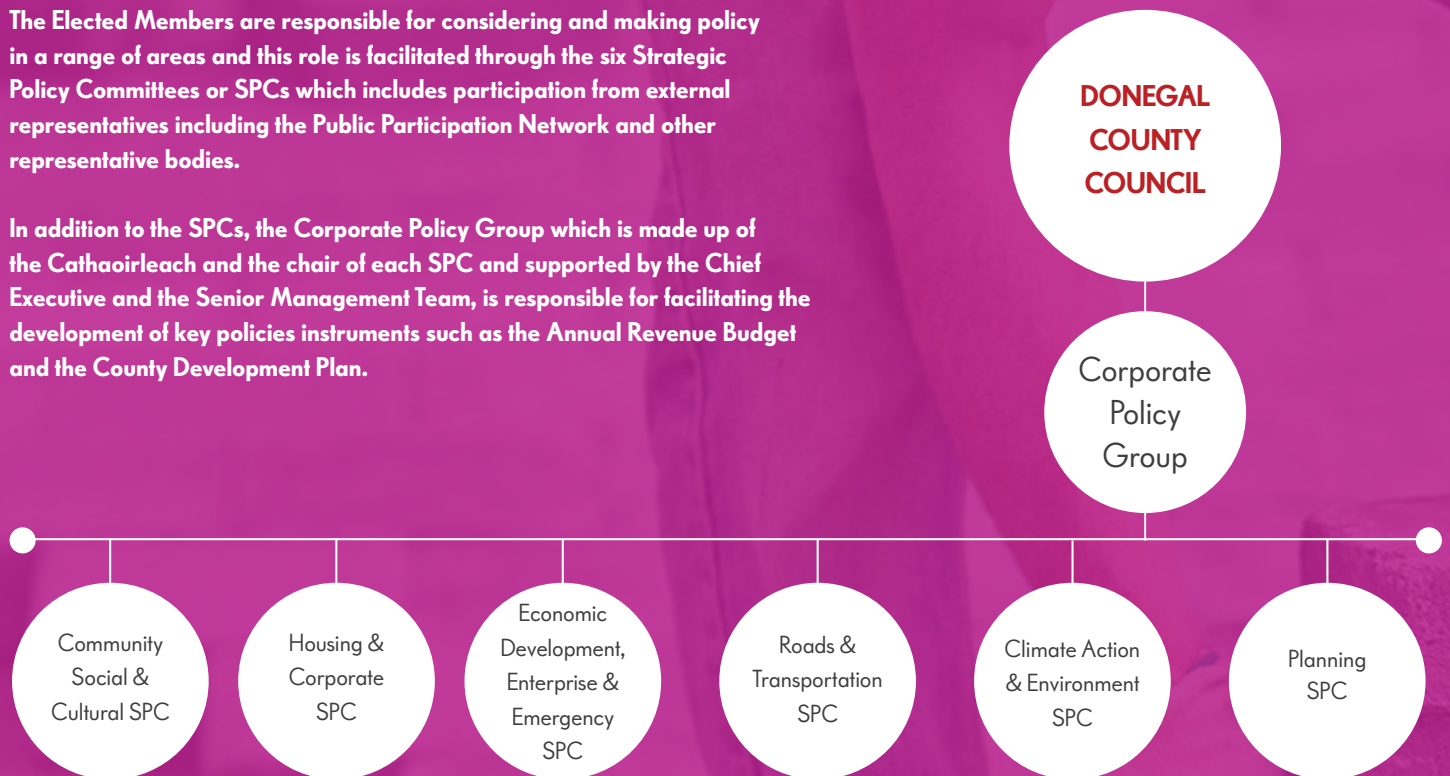 The Elected Members are responsible for considering and making policy
in a range of areas and this role is facilitated through the six Strategic
Policy Committees or SPCs which includes participation from external
representatives including the Public Participation Network and other
representative bodies.
In addition to the SPCs, the Corporate Policy Group which is made up of
the Cathaoirleach and the chair of each SPC and supported by the Chief
Executive and the Senior Management Team, is responsible for facilitating the
development of key policies instruments such as the Annual Revenue Budget
and the County Development Plan.
DONEGAL
COUNTY
COUNCIL
Corporate
Policy
Group
Community
Social &
Cultural SPC
Housing &
Corporate
SPC
Economic
Development,
Enterprise &
Emergency
SPC
Roads &
Transportation
SPC
Climate Action
& Environment
SPC
Planning
SPC